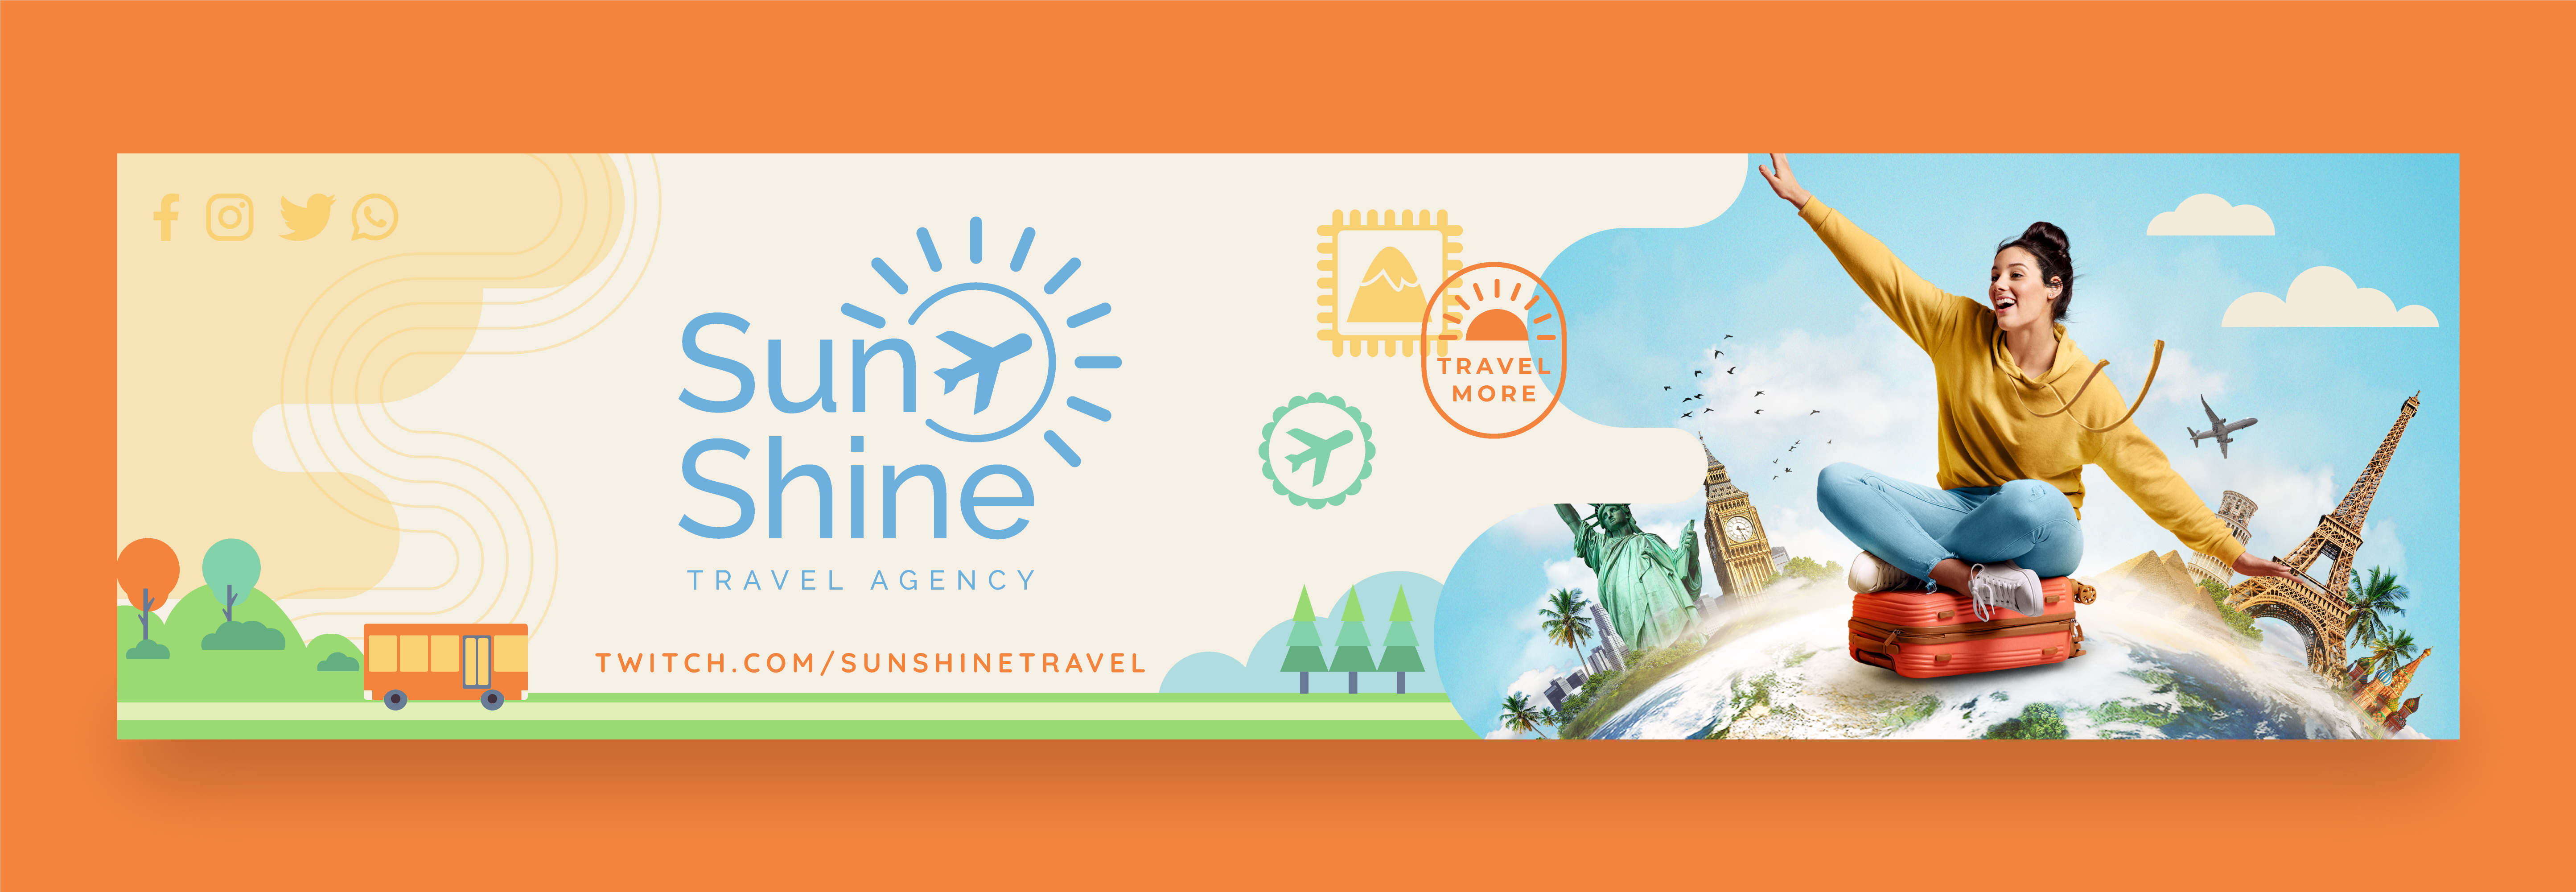 Sun
Shine
TRAVEL AGENCY
TWITCH.COM/SUNSHINETRAVEL
TRAVEL
MORE